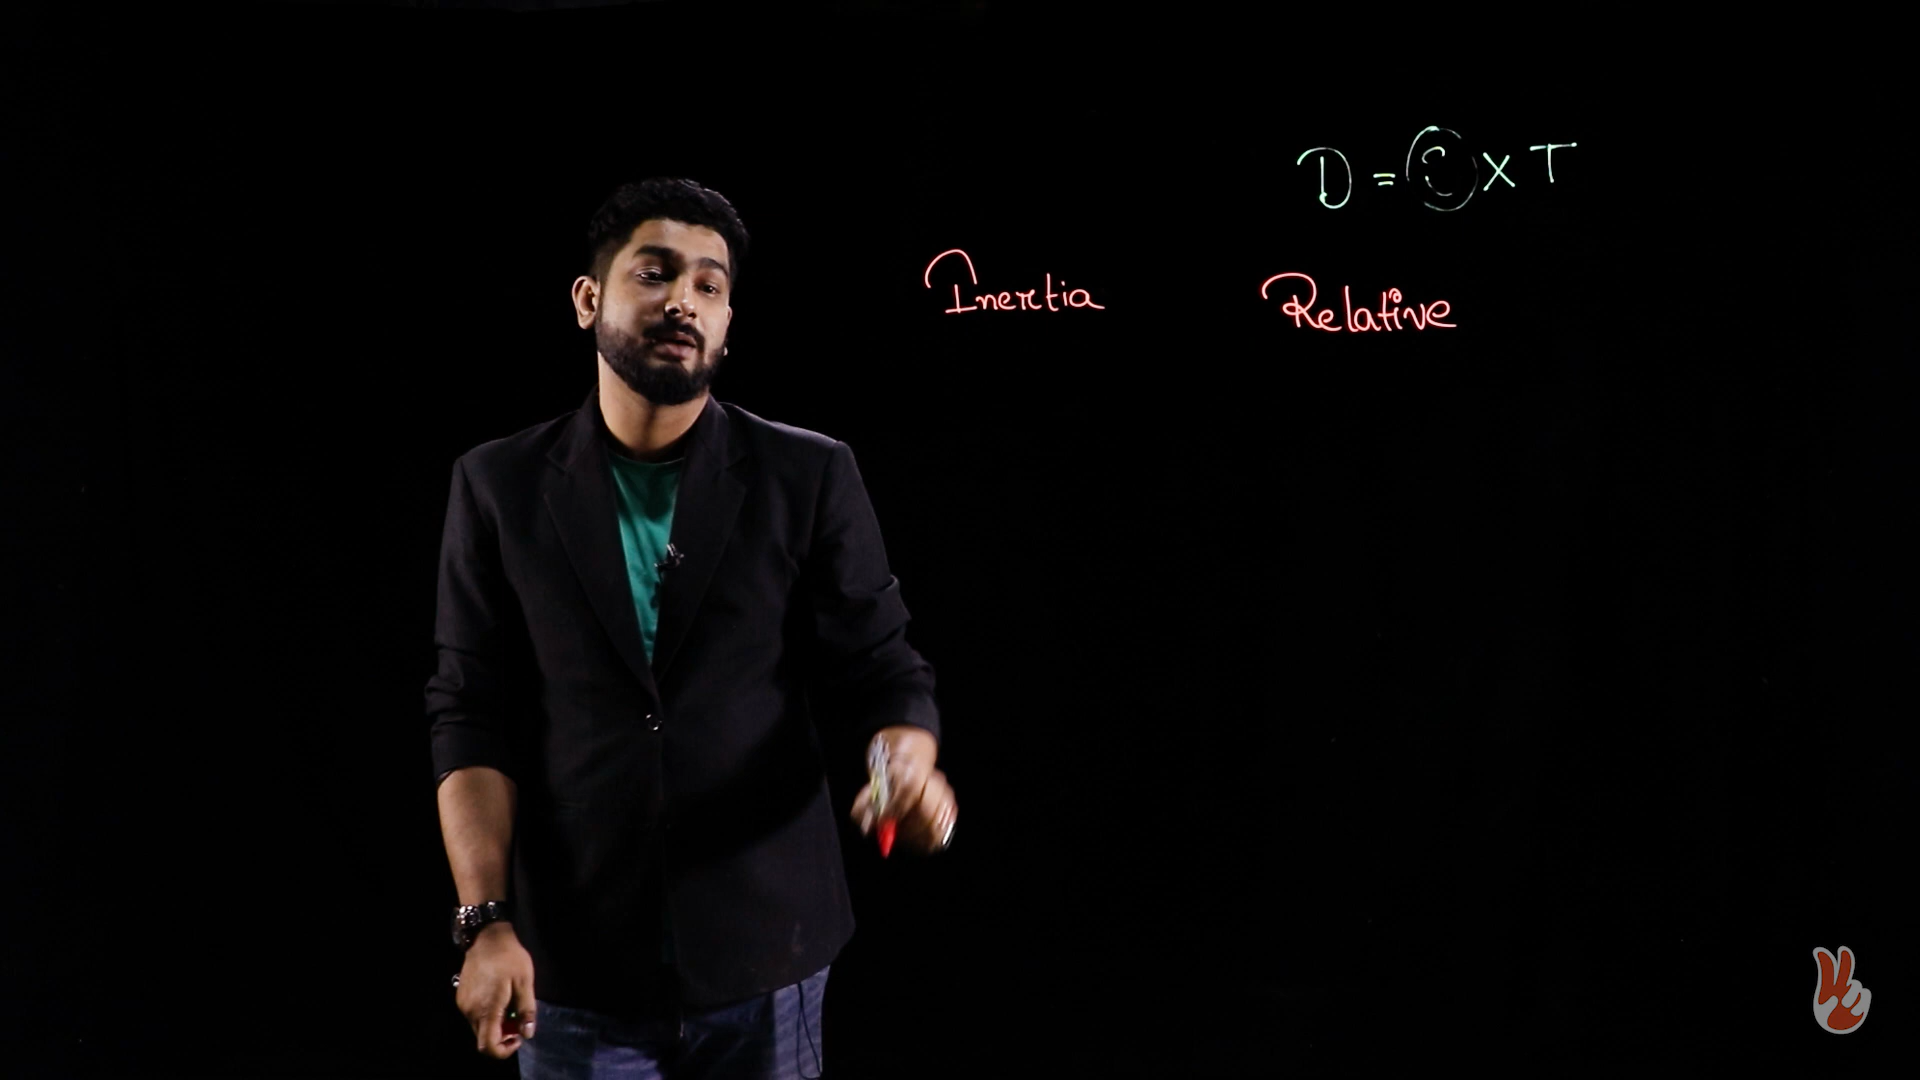 D = S × T
Inertia
Relative